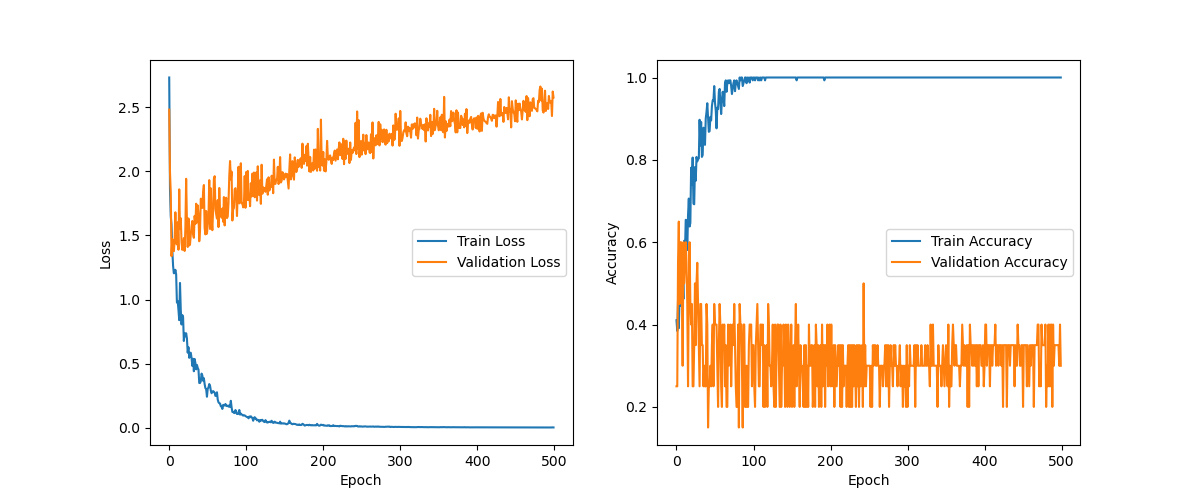 2.5
2.0
1.5
1.0
0.5
0.0
Loss
0 100 200 300 400 500
Epoch
Train Loss
Validation Loss
1.0
0.8
0.6
0.4
0.2
Accuracy
0 100 200 300 400 500
Epoch
Train Accuracy
Validation Accuracy